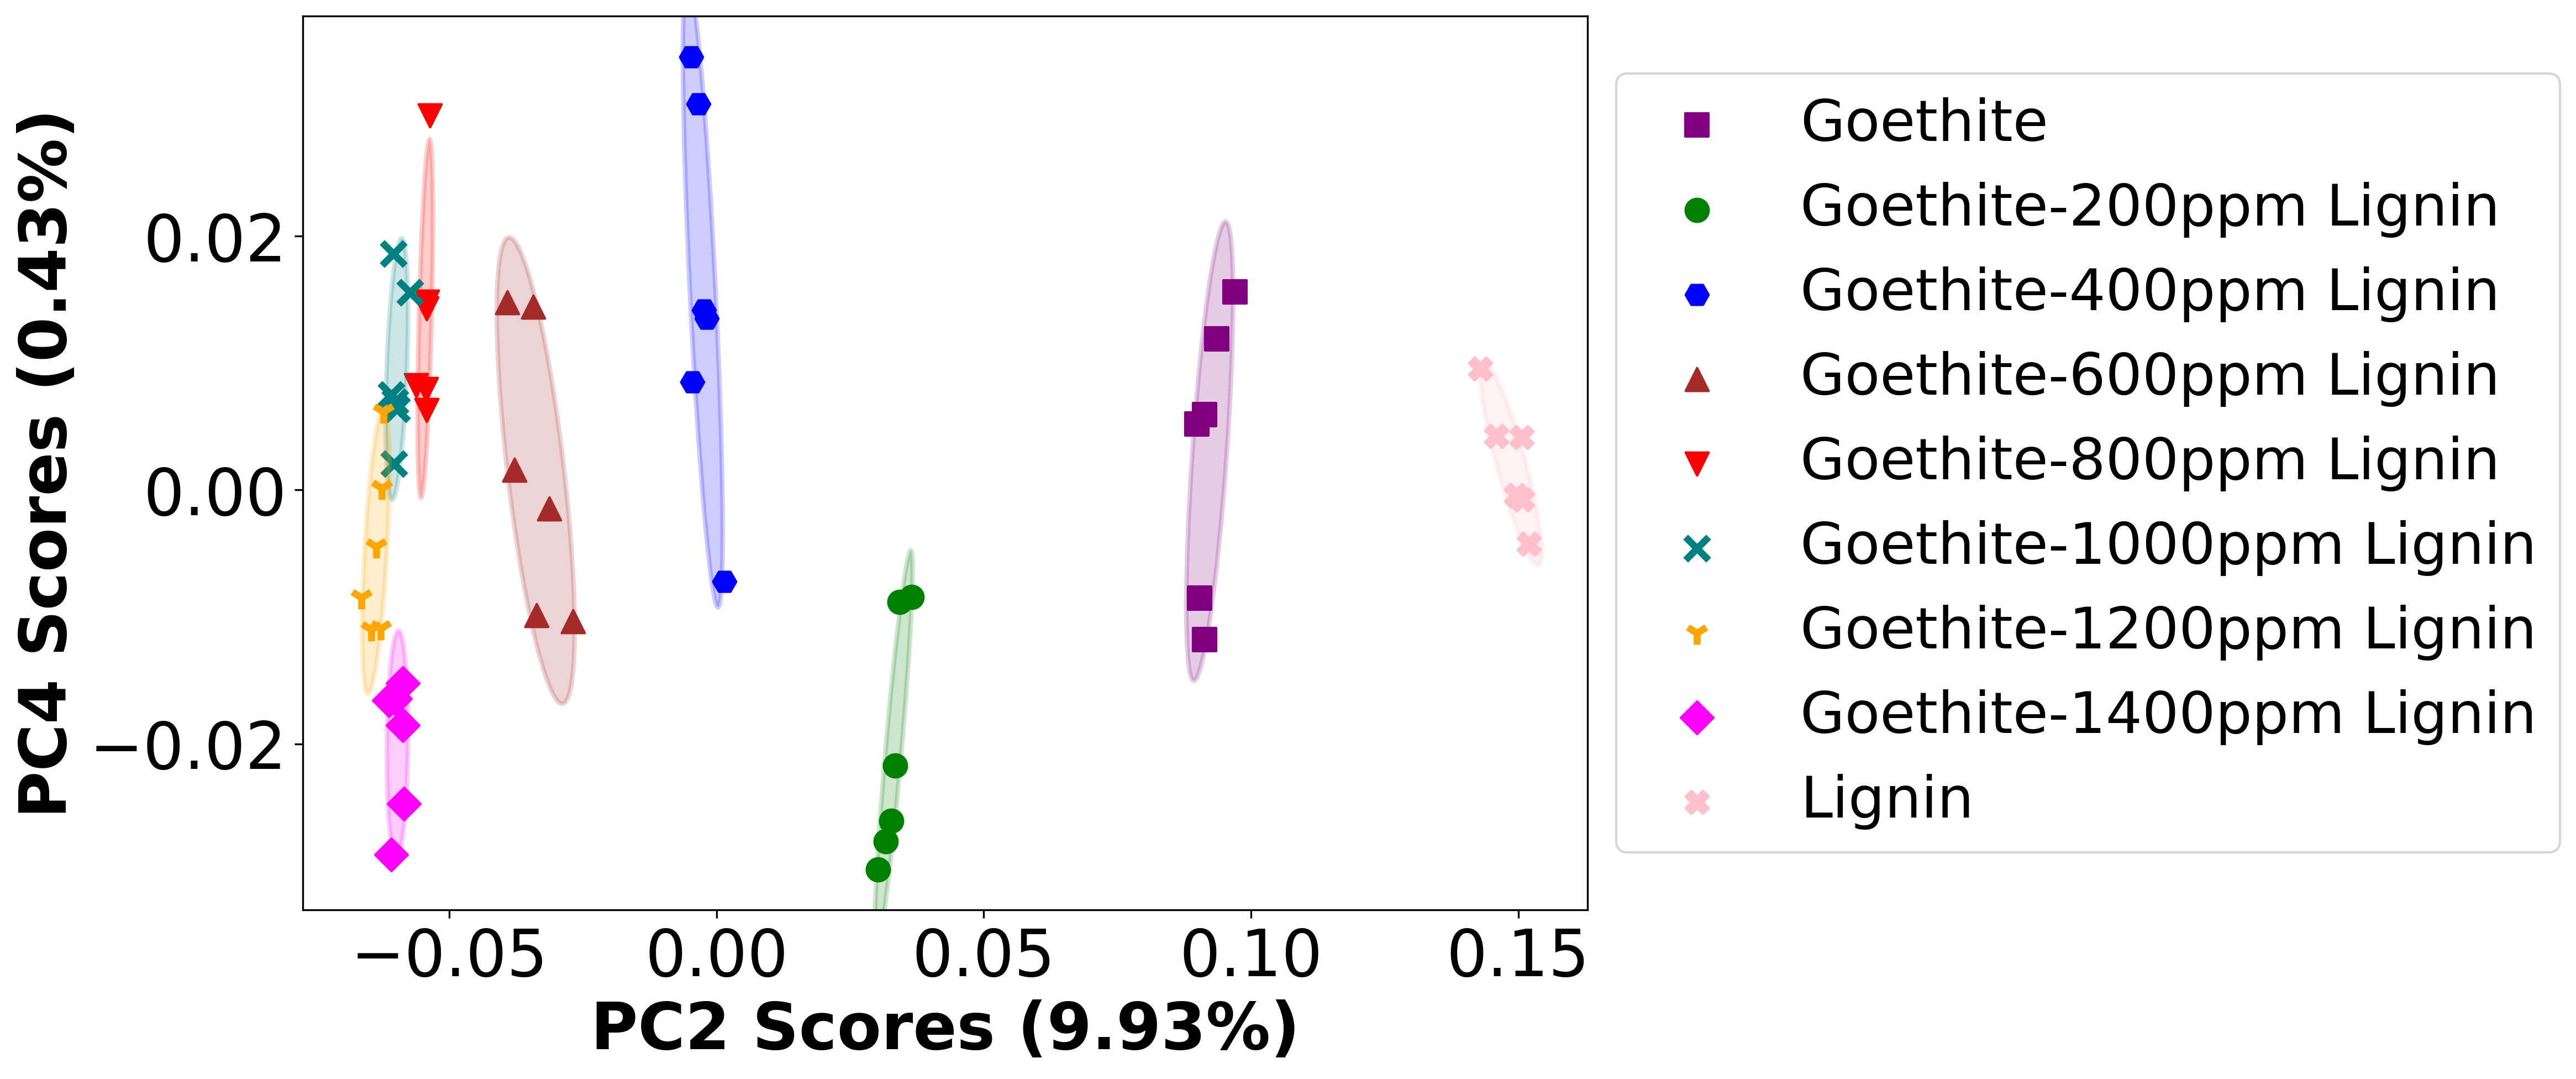 PC4 Scores (0.43%)
0.02
0.00
−0.02
−0.05
0.00
0.05
0.10
0.15
PC2 Scores (9.93%)
Goethite
Goethite-200ppm Lignin
Goethite-400ppm Lignin
Goethite-600ppm Lignin
Goethite-800ppm Lignin
Goethite-1000ppm Lignin
Goethite-1200ppm Lignin
Goethite-1400ppm Lignin
Lignin